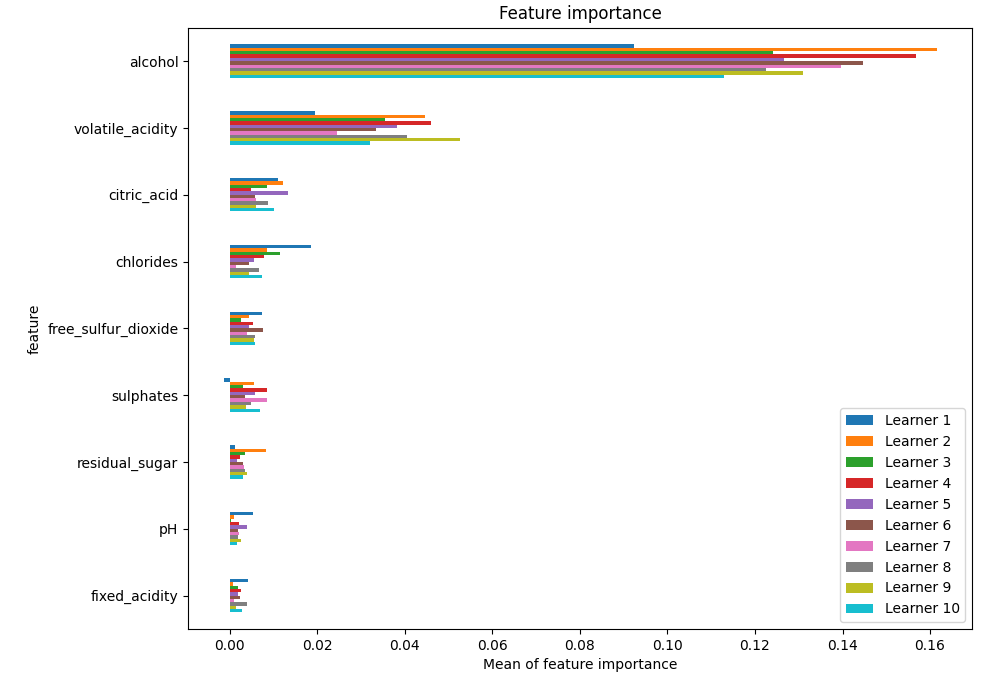 Feature importance
alcohol
volatile_acidity
citric_acid
chlorides
free_sulfur_dioxide
sulphates
residual_sugar
pH
fixed_acidity
feature
Learner 1
Learner 2
Learner 3
Learner 4
Learner 5
Learner 6
Learner 7
Learner 8
Learner 9
Learner 10
0.00 0.02 0.04 0.06 0.08 0.10 0.12 0.14 0.16
Mean of feature importance